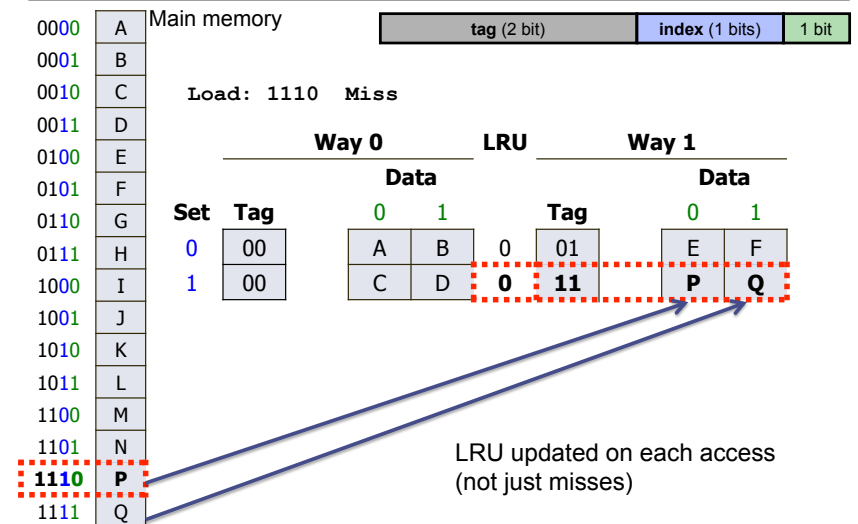 Main memory
tag (2 bit) index (1 bits) 1 bit
0000 A
0001 B
0010 C
0011 D
0100 E
0101 F
0110 G
0111 H
1000 I
1001 J
1010 K
1011 L
1100 M
1101 N
1110 P
1111 Q
Load: 1110 Miss
Way 0 LRU Way 1
Data Data
Set Tag 0 1 Tag 0 1
0 00 A B 0 01 E F
1 00 C D 0 11 P Q
LRU updated on each access
(not just misses)